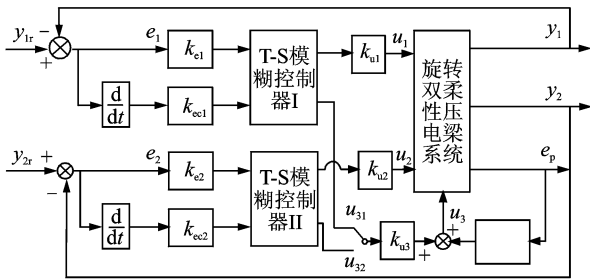 y1r
−
+
e1
ke1
d
dt
kec1
T-S模
糊控制
器I
u1
ku1
旋转
双柔
性压
电梁
系统
y1
y2
ep
y2r
+
−
e2
ke2
d
dt
kec2
T-S模
糊控制
器II
ku2
u2
u31
u32
ku3
+
+
u3